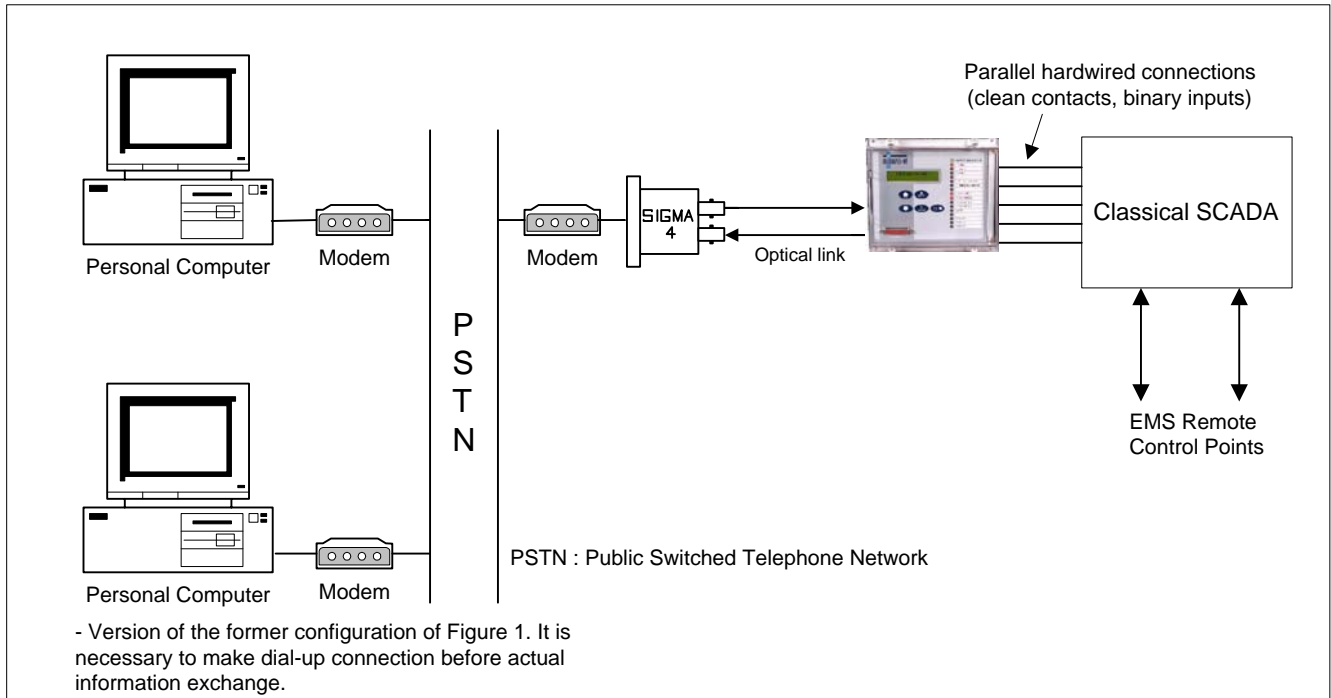 Parallel hardwired connections
(clean contacts, binary inputs)
SIGMA
4
Classical SCADA
Personal Computer
Modem
Modem
Optical link
P
S
T
N
EMS Remote
Control Points
PSTN : Public Switched Telephone Network
Personal Computer
Modem
- Version of the former configuration of Figure 1. It is
necessary to make dial-up connection before actual
information exchange.